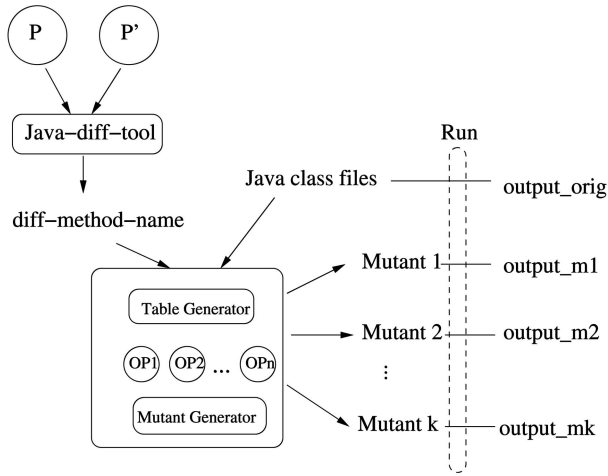 P
P’
Java−diff−tool
Run
Java class files
output_orig
diff−method−name
Mutant 1
output_m1
Table Generator
Mutant 2
output_m2
OP1 OP2 ... OPn
...
Mutant Generator
Mutant k
output_mk